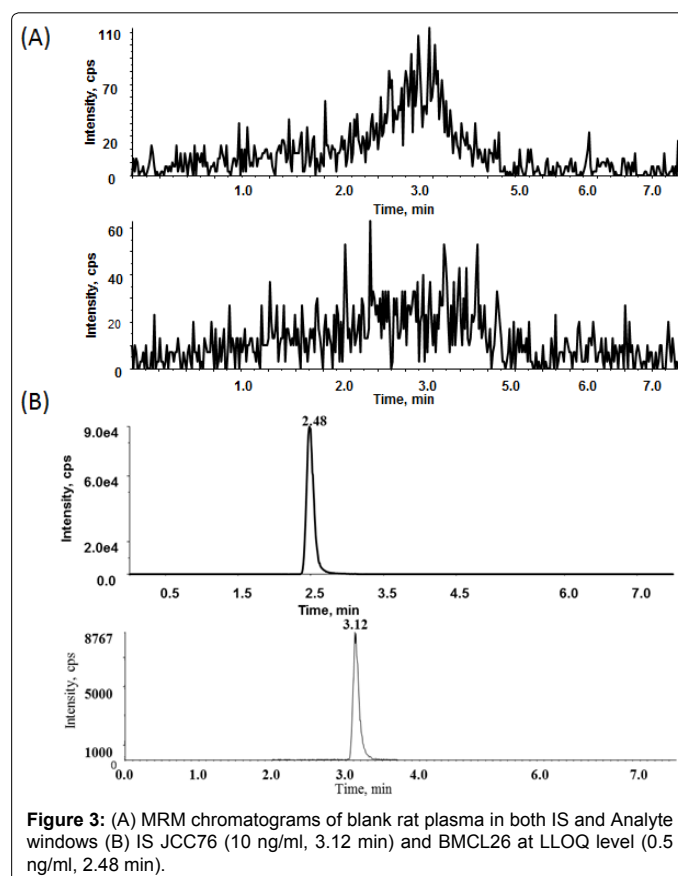 (A)
110
70
20
0
Intensity, cps
1.0 2.0 3.0 5.0 6.0 7.0
Time, min
60
40
20
0
Intensity, cps
1.0 2.0 3.0 5.0 6.0 7.0
Time, min
(B)
2.48
9.0e4
6.0e4
2.0e4
0.0
Intensity, cps
0.5 1.5 2.5 3.5 4.5 6.0 7.0
Time, min
3.12
8767
5000
1000
0
Intensity, cps
0.0 1.0 2.0 3.0 4.0 6.0 7.0
Time, min
Figure 3: (A) MRM chromatograms of blank rat plasma in both IS and Analyte
windows (B) IS JCC76 (10 ng/ml, 3.12 min) and BMCL26 at LLOQ level (0.5
ng/ml, 2.48 min).